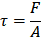 τ = F/A